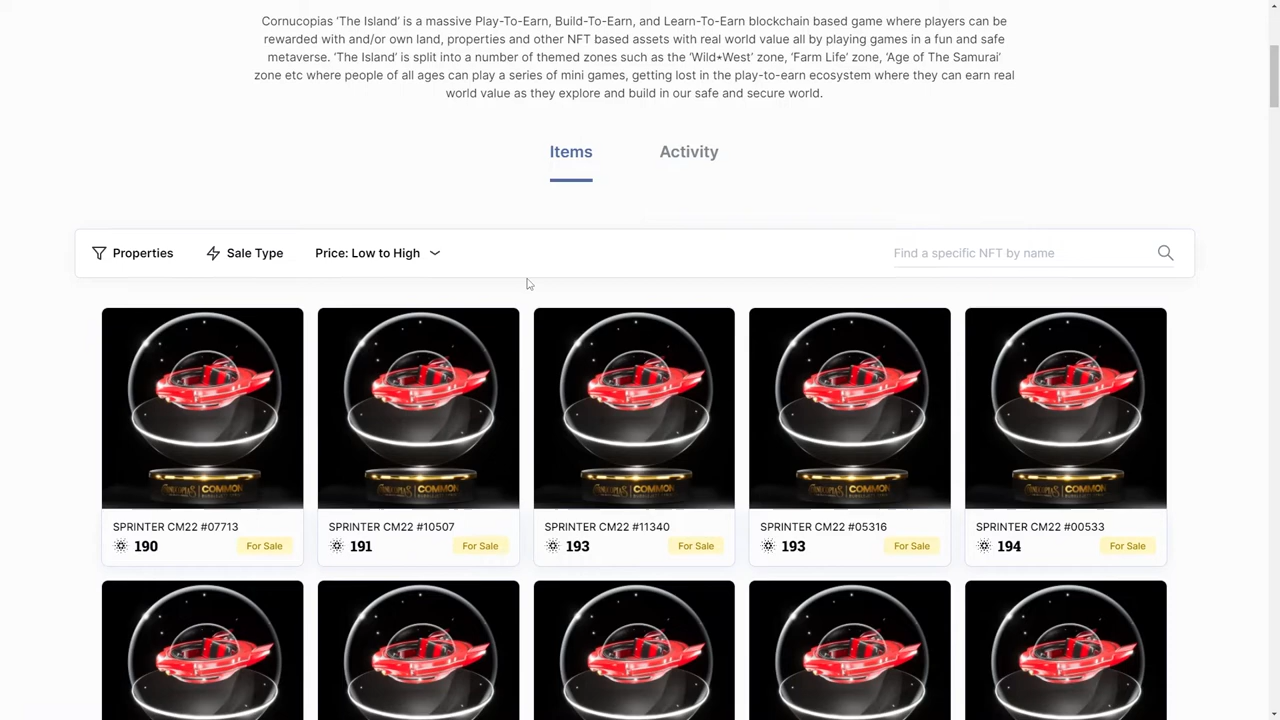 Cornucopias ‘The Island’ is a massive Play-To-Earn, Build-To-Earn, and Learn-To-Earn blockchain based game where players can be
rewarded with and/or own land, properties and other NFT based assets with real world value all by playing games in a fun and safe
metaverse. ‘The Island’ is split into a number of themed zones such as the ‘Wild•West’ zone, ‘Farm Life’ zone, ‘Age of The Samurai’
zone etc where people of all ages can play a series of mini games, getting lost in the play-to-earn ecosystem where they can earn real
world value as they explore and build in our safe and secure world.
Items Activity
Properties Sale Type Price: Low to High Find a specific NFT by name
COMMON COMMON COMMON COMMON COMMON
SPRINTER CM22 #07713 SPRINTER CM22 #10507 SPRINTER CM22 #11340 SPRINTER CM22 #05316 SPRINTER CM22 #00533
190 For Sale 191 For Sale 193 For Sale 193 For Sale 194 For Sale